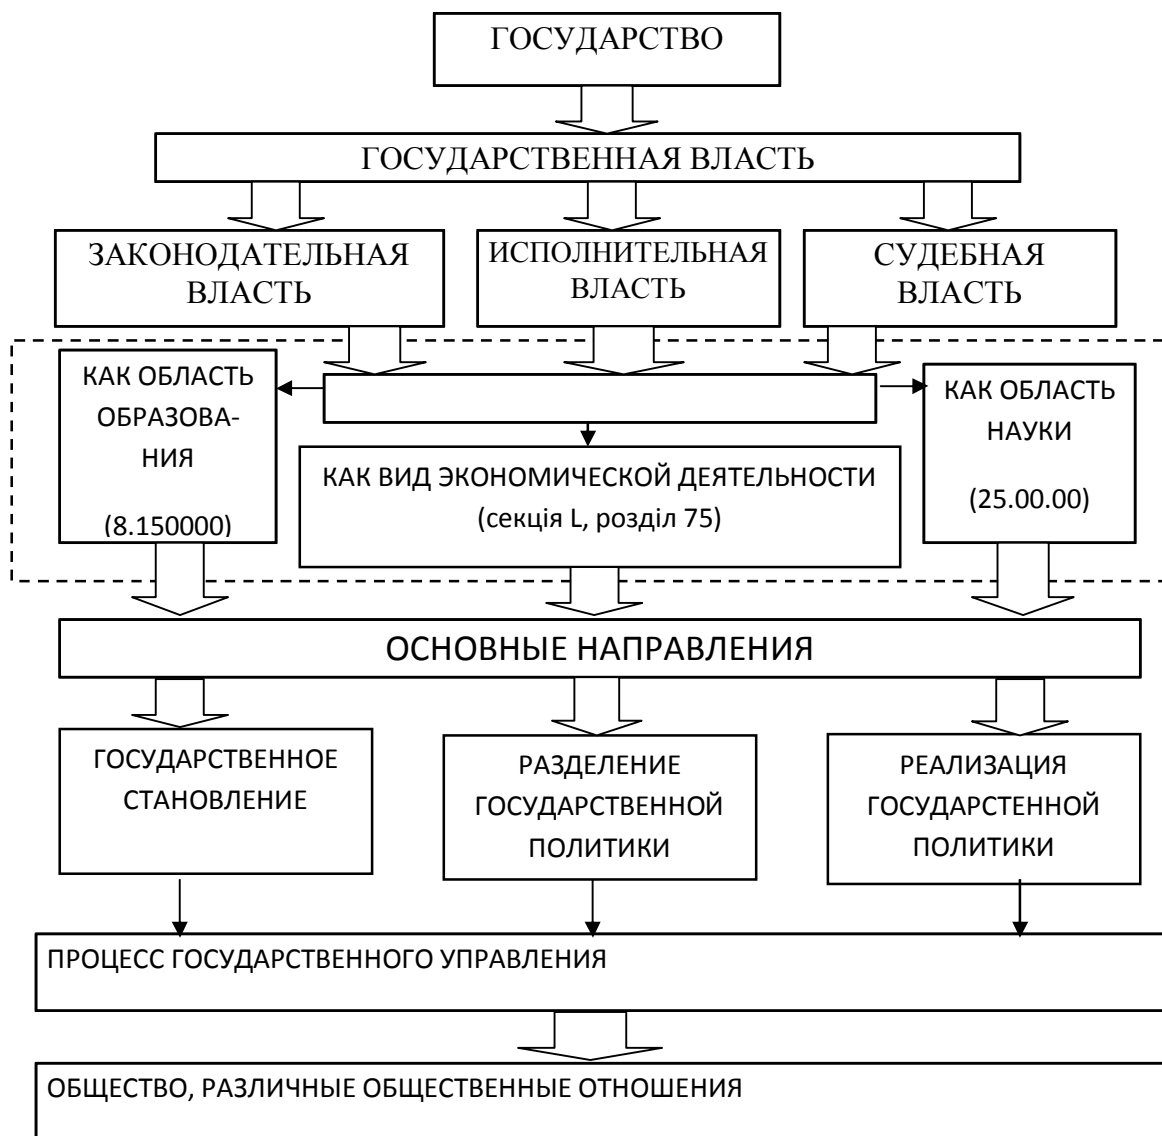 ГОСУДАРСТВО
ГОСУДАРСТВЕННАЯ ВЛАСТЬ
ЗАКОНОДАТЕЛЬНАЯ
ВЛАСТЬ
ИСПОЛНИТЕЛЬНАЯ
ВЛАСТЬ
СУДЕБНАЯ
ВЛАСТЬ
КАК ОБЛАСТЬ
ОБРАЗОВА-
НИЯ
(8.150000)
КАК ВИД ЭКОНОМИЧЕСКОЙ ДЕЯТЕЛЬНОСТИ
(секція L, розділ 75)
КАК ОБЛАСТЬ
НАУКИ
(25.00.00)
ОСНОВНЫЕ НАПРАВЛЕНИЯ
ГОСУДАРСТВЕННОЕ
СТАНОВЛЕНИЕ
РАЗДЕЛЕНИЕ
ГОСУДАРСТВЕННОЙ
ПОЛИТИКИ
РЕАЛИЗАЦИЯ
ГОСУДАРСТЕННОЙ
ПОЛИТИКИ
ПРОЦЕСС ГОСУДАРСТВЕННОГО УПРАВЛЕНИЯ
ОБЩЕСТВО, РАЗЛИЧНЫЕ ОБЩЕСТВЕННЫЕ ОТНОШЕНИЯ